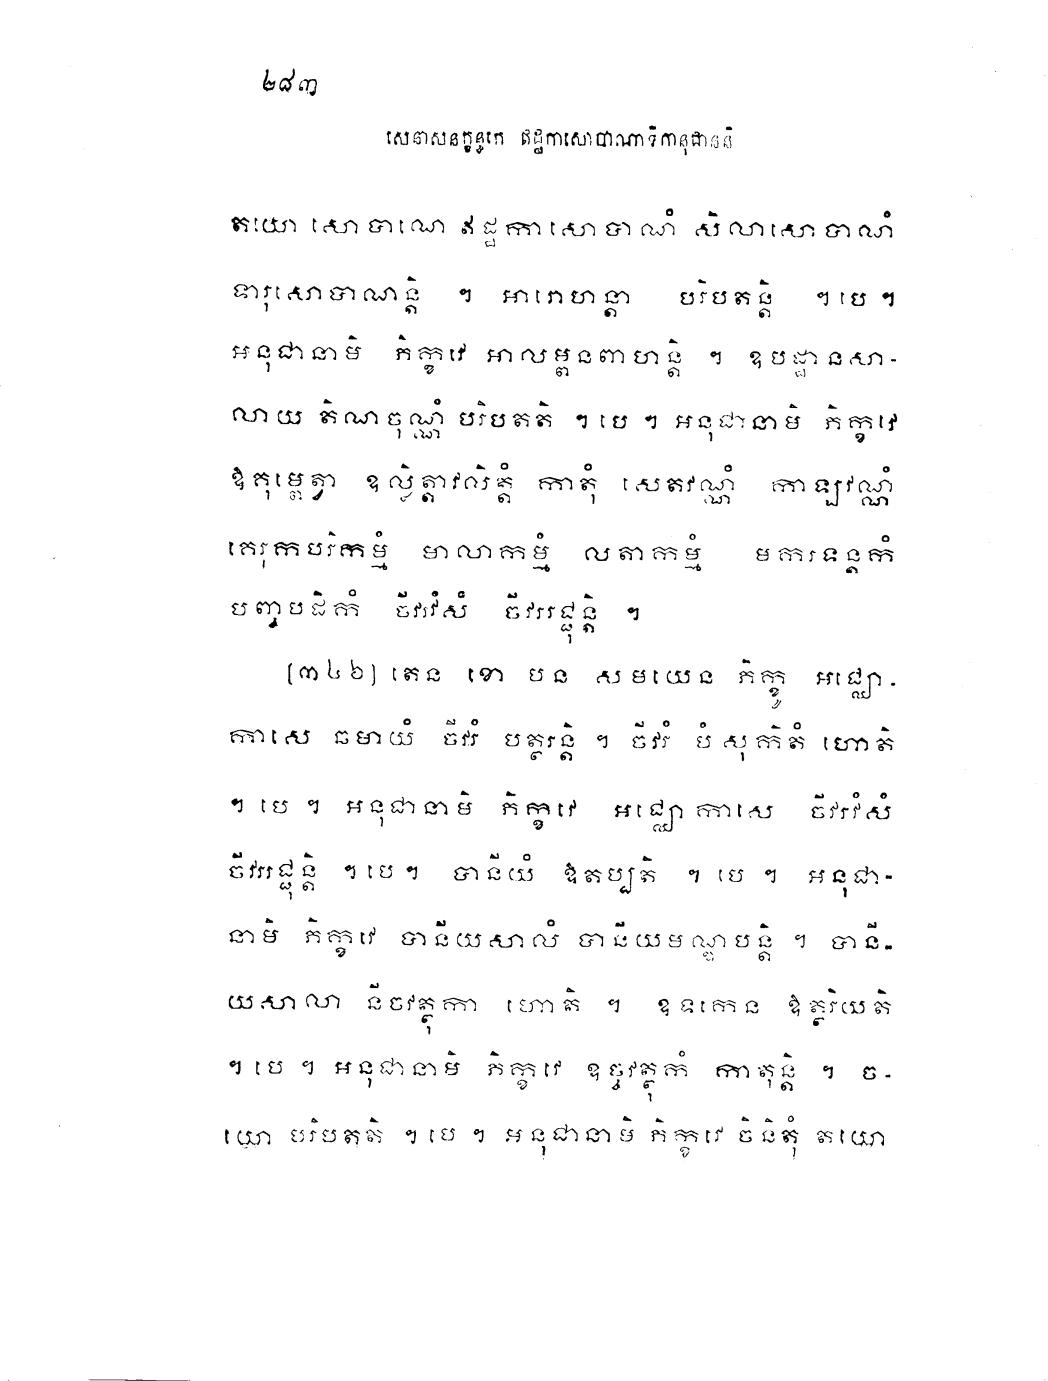 ២៨៣
សេនាសនក្ខន្ធកេ ឥដ្ឋកាសោបាណាទិកានុជាននិ
តយោ សោបាណេ ឥដ្ឋកាសោបាណំ សិលាសោបាណំ
ទារុសោបាណន្តិ ។ អារោហន្តា បរិបតន្តិ ។ បេ ។
អនុជានាមិ ភិក្ខវេ អាលម្ពនពាហន្តិ ។ ឧបដ្ឋានសា-
លាយ តិណចុណ្ណំ បរិបតតិ ។ បេ ។ អនុជានាមិ ភិក្ខវេ
ឱគុម្ពេត្វា ឧល្លិត្តាវលិត្តំ កាតុំ សេតវណ្ណំ កាឡវណ្ណំ
គេរុកបរិកម្មំ មាលាកម្មំ លតាកម្មំ មករទន្តកំ
បញ្ចបដិកំ ចីវរវំសំ ចីវររជ្ជុន្តិ ។
[៣៤៦] តេន ខោ បន សមយេន ភិក្ខូ អជ្ឈោ-
កាសេ ធមាយំ ចីវរំ បត្ថរន្តិ ។ ចីវរំ បំសុកិតំ ហោតិ
។ បេ ។ អនុជានាមិ ភិក្ខវេ អជ្ឈោកាសេ ចីវរវំសំ
ចីវររជ្ជុន្តិ ។ បេ ។ បានីយំ ឱតប្បតិ ។ បេ ។ អនុជា-
នាមិ ភិក្ខវេ បានីយសាលំ បានីយមណ្ឌបន្តិ ។ បានី-
យសាលា នីចវត្ថុកា ហោតិ ។ ឧទកេន ឱត្ថរិយតិ
។ បេ ។ អនុជានាមិ ភិក្ខវេ ឧច្ចវត្ថុកំ កាតុន្តិ ។ ច-
យោ បរិបតតិ ។ បេ ។ អនុជានាមិ ភិក្ខវេ ចិនិតុំ តយោ